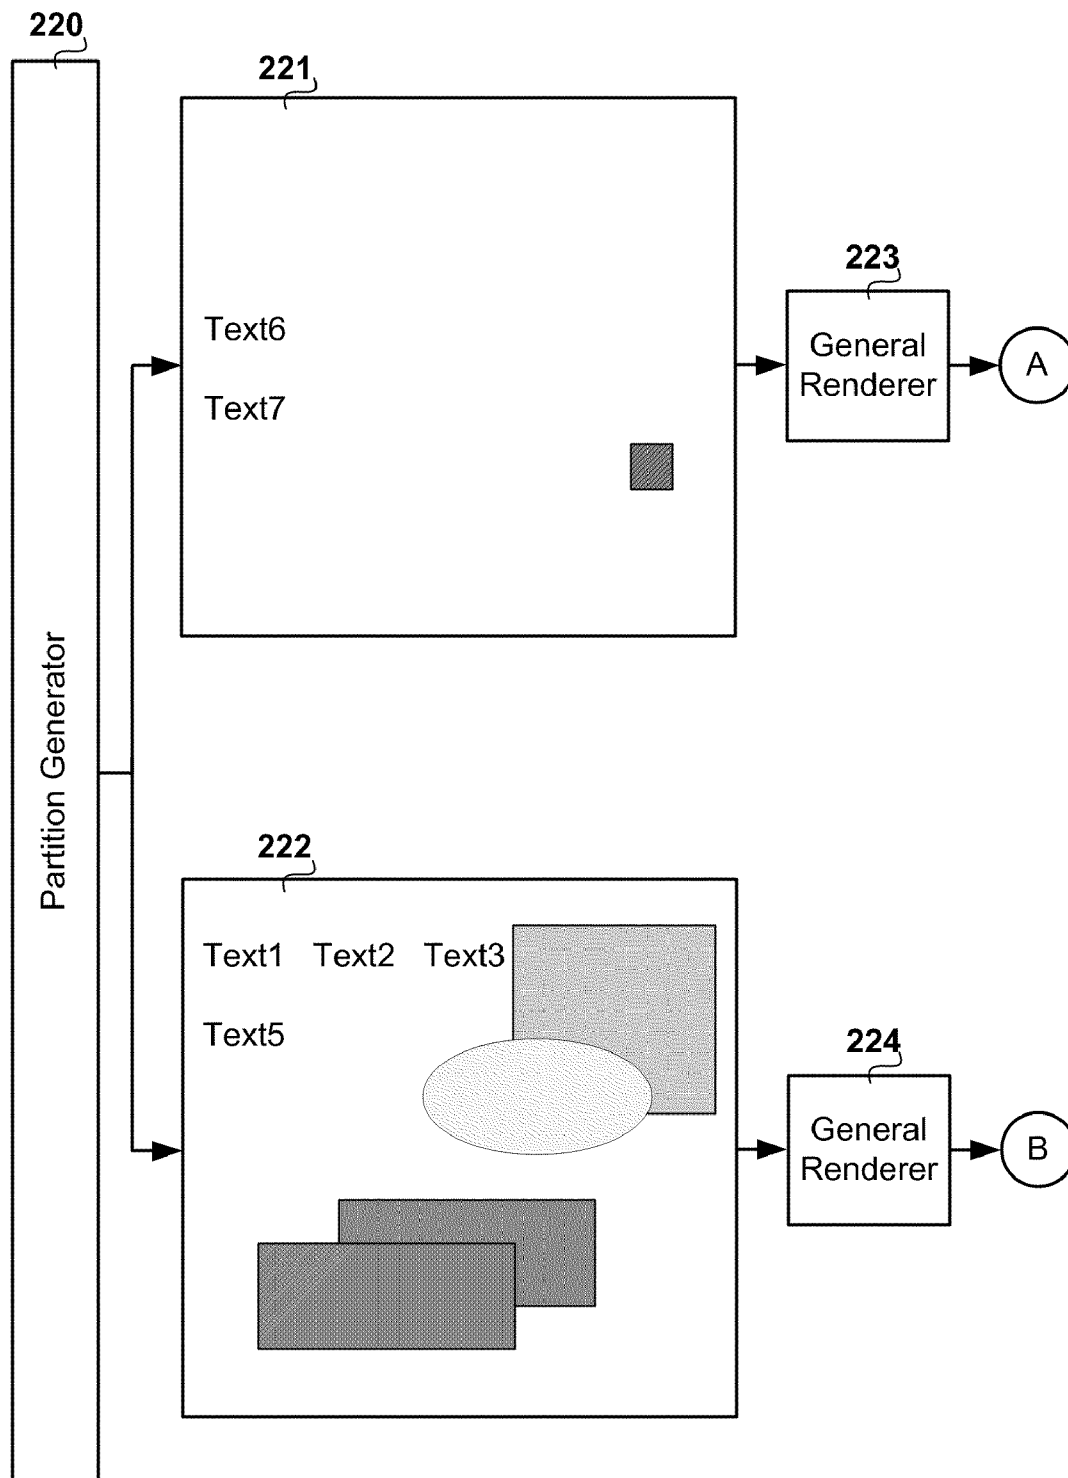 220
221
223
Text6
General
Renderer
A
Text7
Partition Generator
222
Text1 Text2 Text3
Text5
224
General
Renderer
B